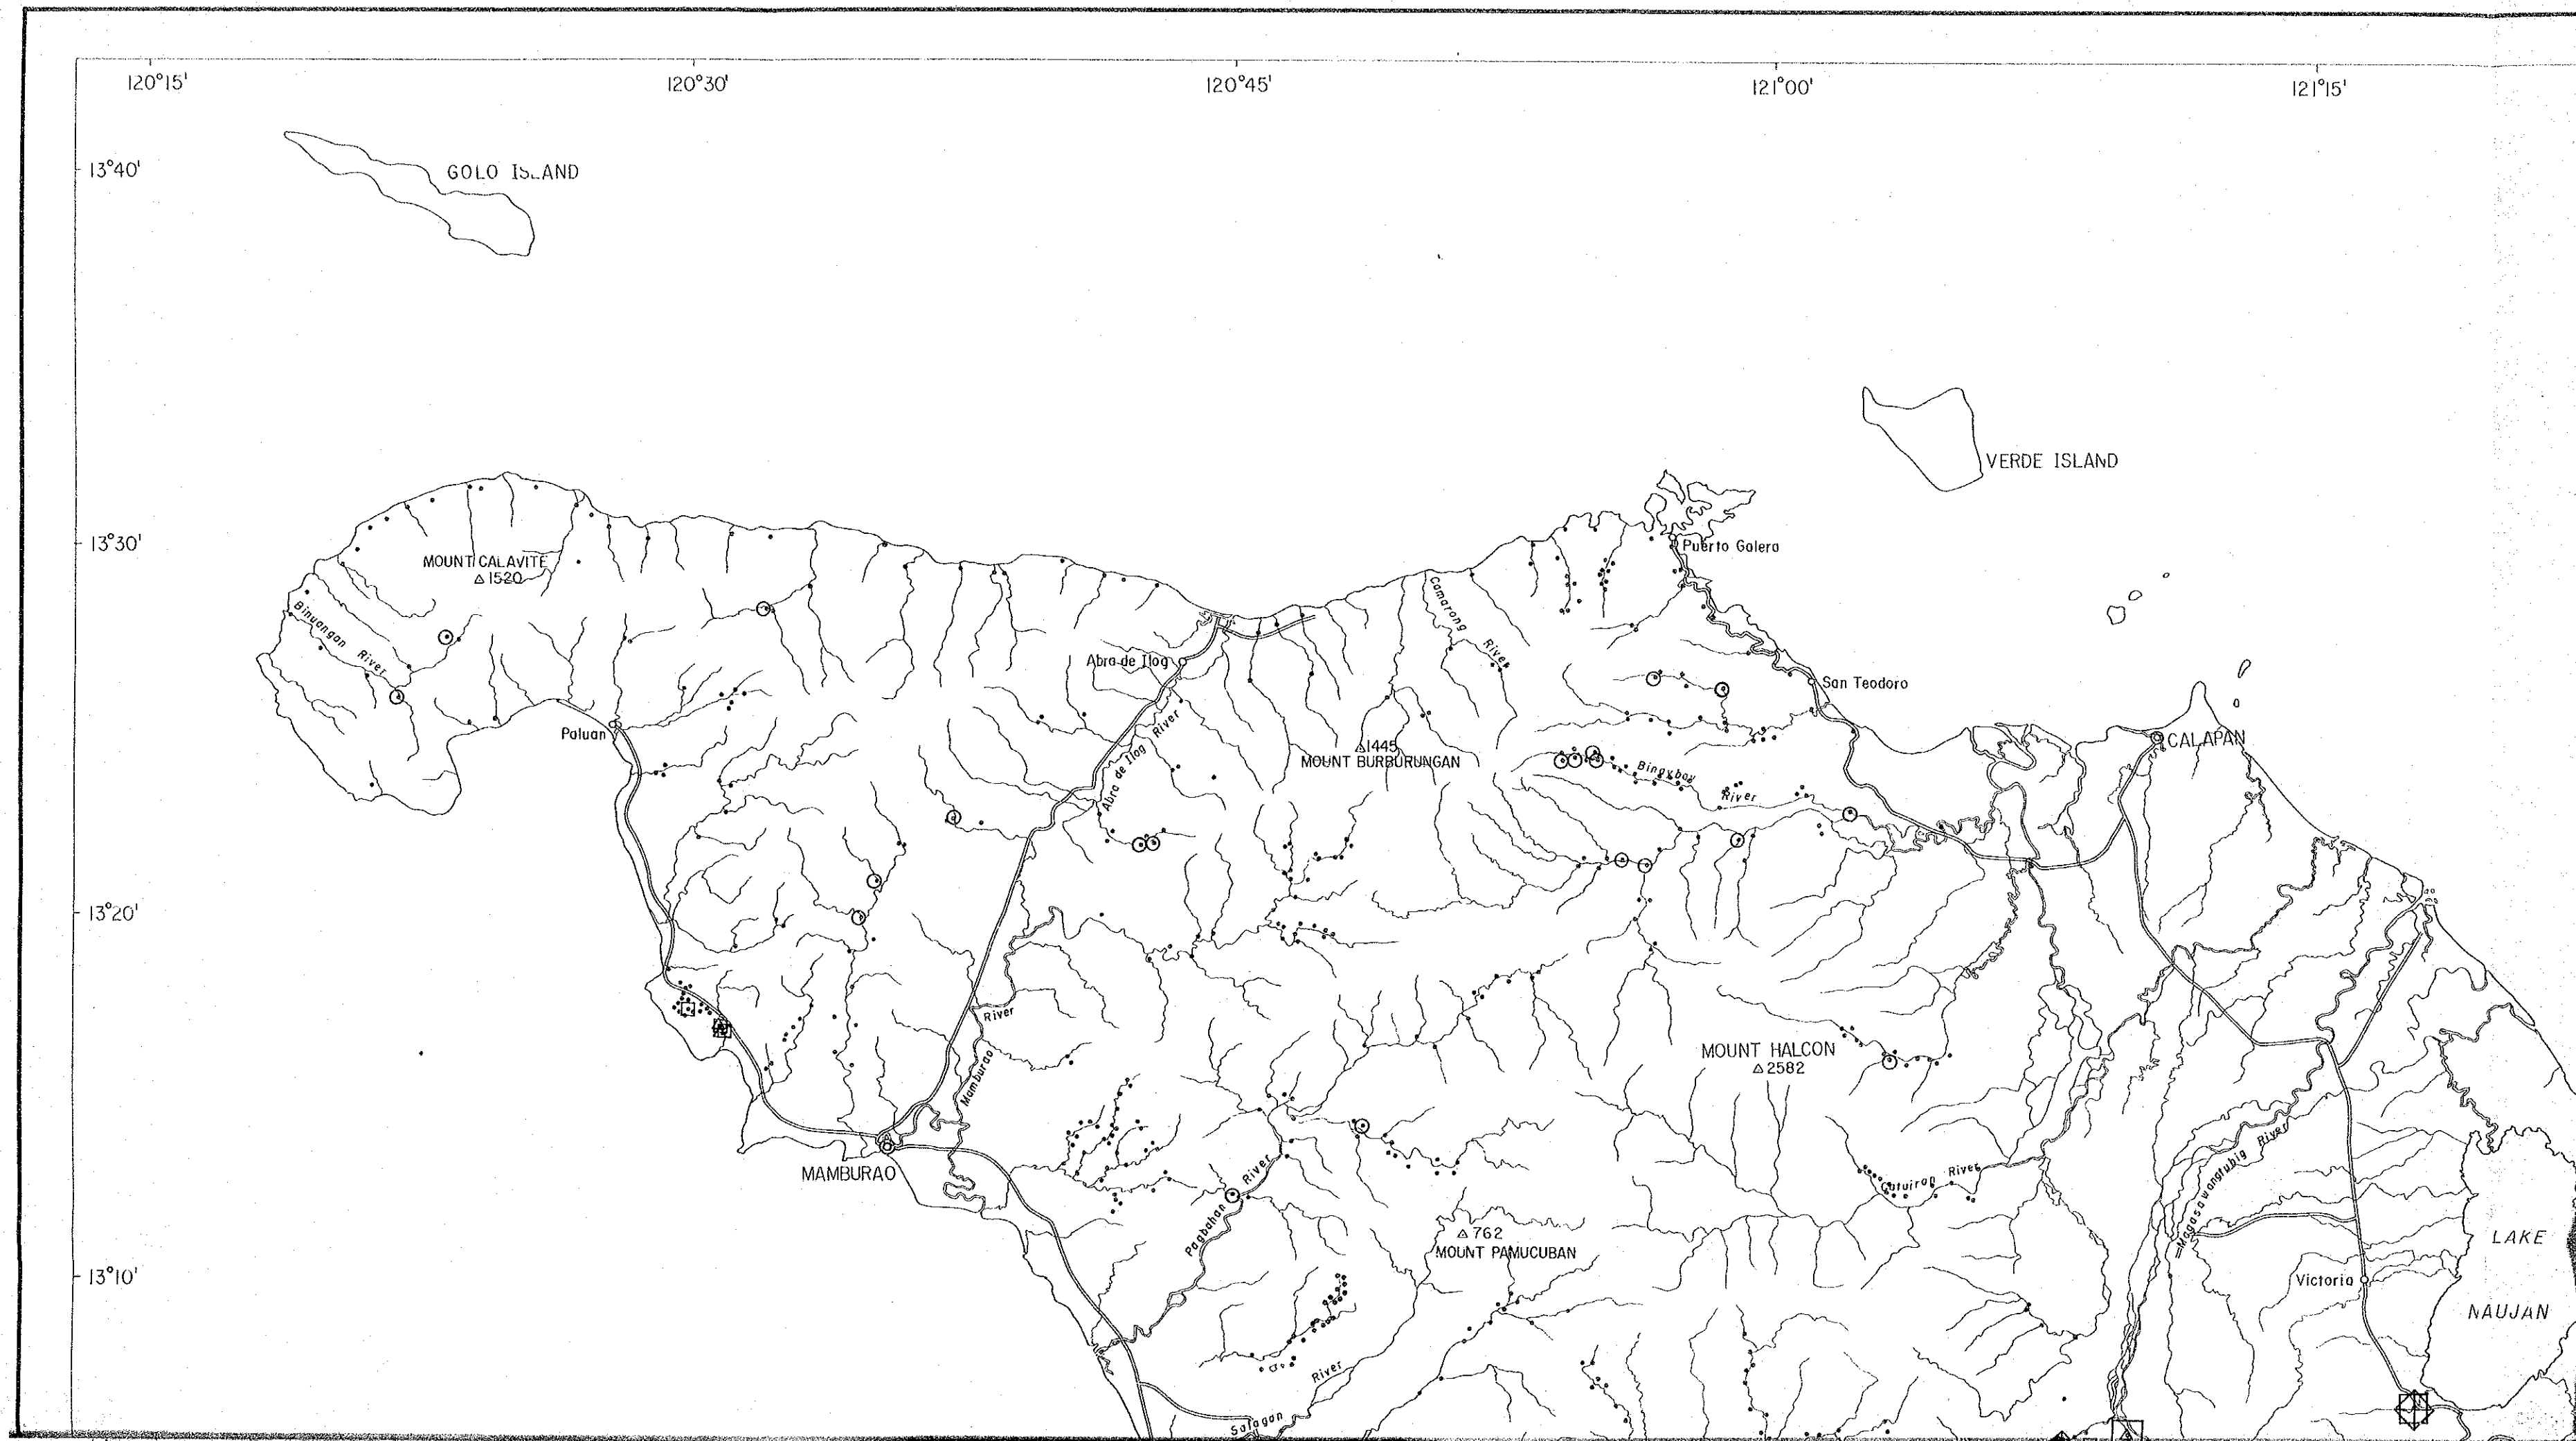 120°15' 120°30' 120°45' 121°00' 121°15'
13°40'
GOLO ISLAND
VERDE ISLAND
13°30'
Puerto Galera
MOUNT CALAVITE
△1520
Binuangan River
Camarong River
Abra de Ilog
San Teodoro
Paluan
Abra de Ilog River
△1445
MOUNT BURBURUNGAN
CALAPAN
River
13°20'
River
Mamburao
MOUNT HALCON
△2582
MAMBURAO
Pagbahan River
Magasawangtubig River
River
△762
MOUNT PAMUCUBAN
LAKE
13°10'
Victoria
NAUJAN
River